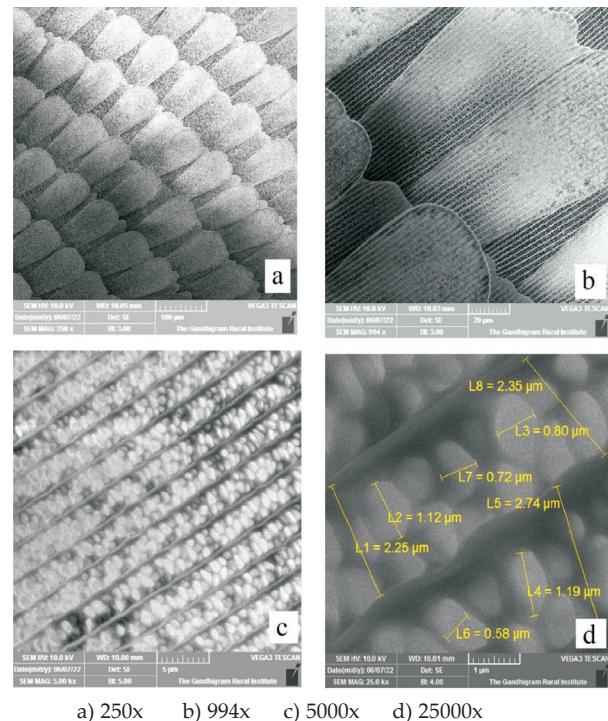 a
SEM HV: 10.0 kV WD: 10.05 mm VEGA3 TESCAN
Date(m/d/y): 06/07/22 Det: SE 100 µm
SEM MAG: 250 x BI: 3.00 The Gandhigram Rural Institute
b
SEM HV: 10.0 kV WD: 10.03 mm VEGA3 TESCAN
Date(m/d/y): 06/07/22 Det: SE 20 µm
SEM MAG: 994 x BI: 3.00 The Gandhigram Rural Institute
c
SEM HV: 10.0 kV WD: 10.00 mm VEGA3 TESCAN
Date(m/d/y): 06/07/22 Det: SE 5 µm
SEM MAG: 5.00 kx BI: 5.00 The Gandhigram Rural Institute
L8 = 2.35 µm
L3 = 0.80 µm
L7 = 0.72 µm
L5 = 2.74 µm
L2 = 1.12 µm
L1 = 2.25 µm
L4 = 1.19 µm
L6 = 0.58 µm
d
SEM HV: 10.0 kV WD: 10.01 mm VEGA3 TESCAN
Date(m/d/y): 06/07/22 Det: SE 1 µm
SEM MAG: 25.0 kx BI: 4.00 The Gandhigram Rural Institute
a) 250x b) 994x c) 5000x d) 25000x